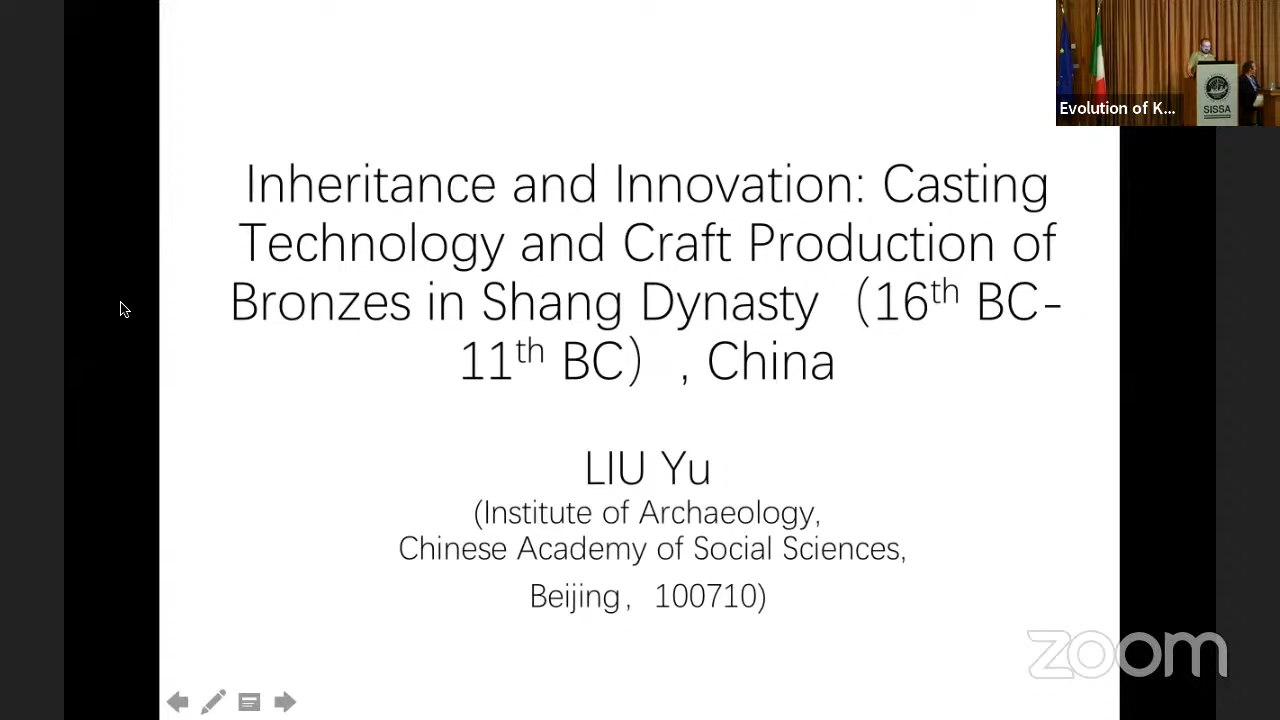 Evolution of K...
SISSA
Inheritance and Innovation: Casting
Technology and Craft Production of
Bronzes in Shang Dynasty （16th BC-
11th BC）, China
LIU Yu
(Institute of Archaeology,
Chinese Academy of Social Sciences,
Beijing， 100710)
zoom